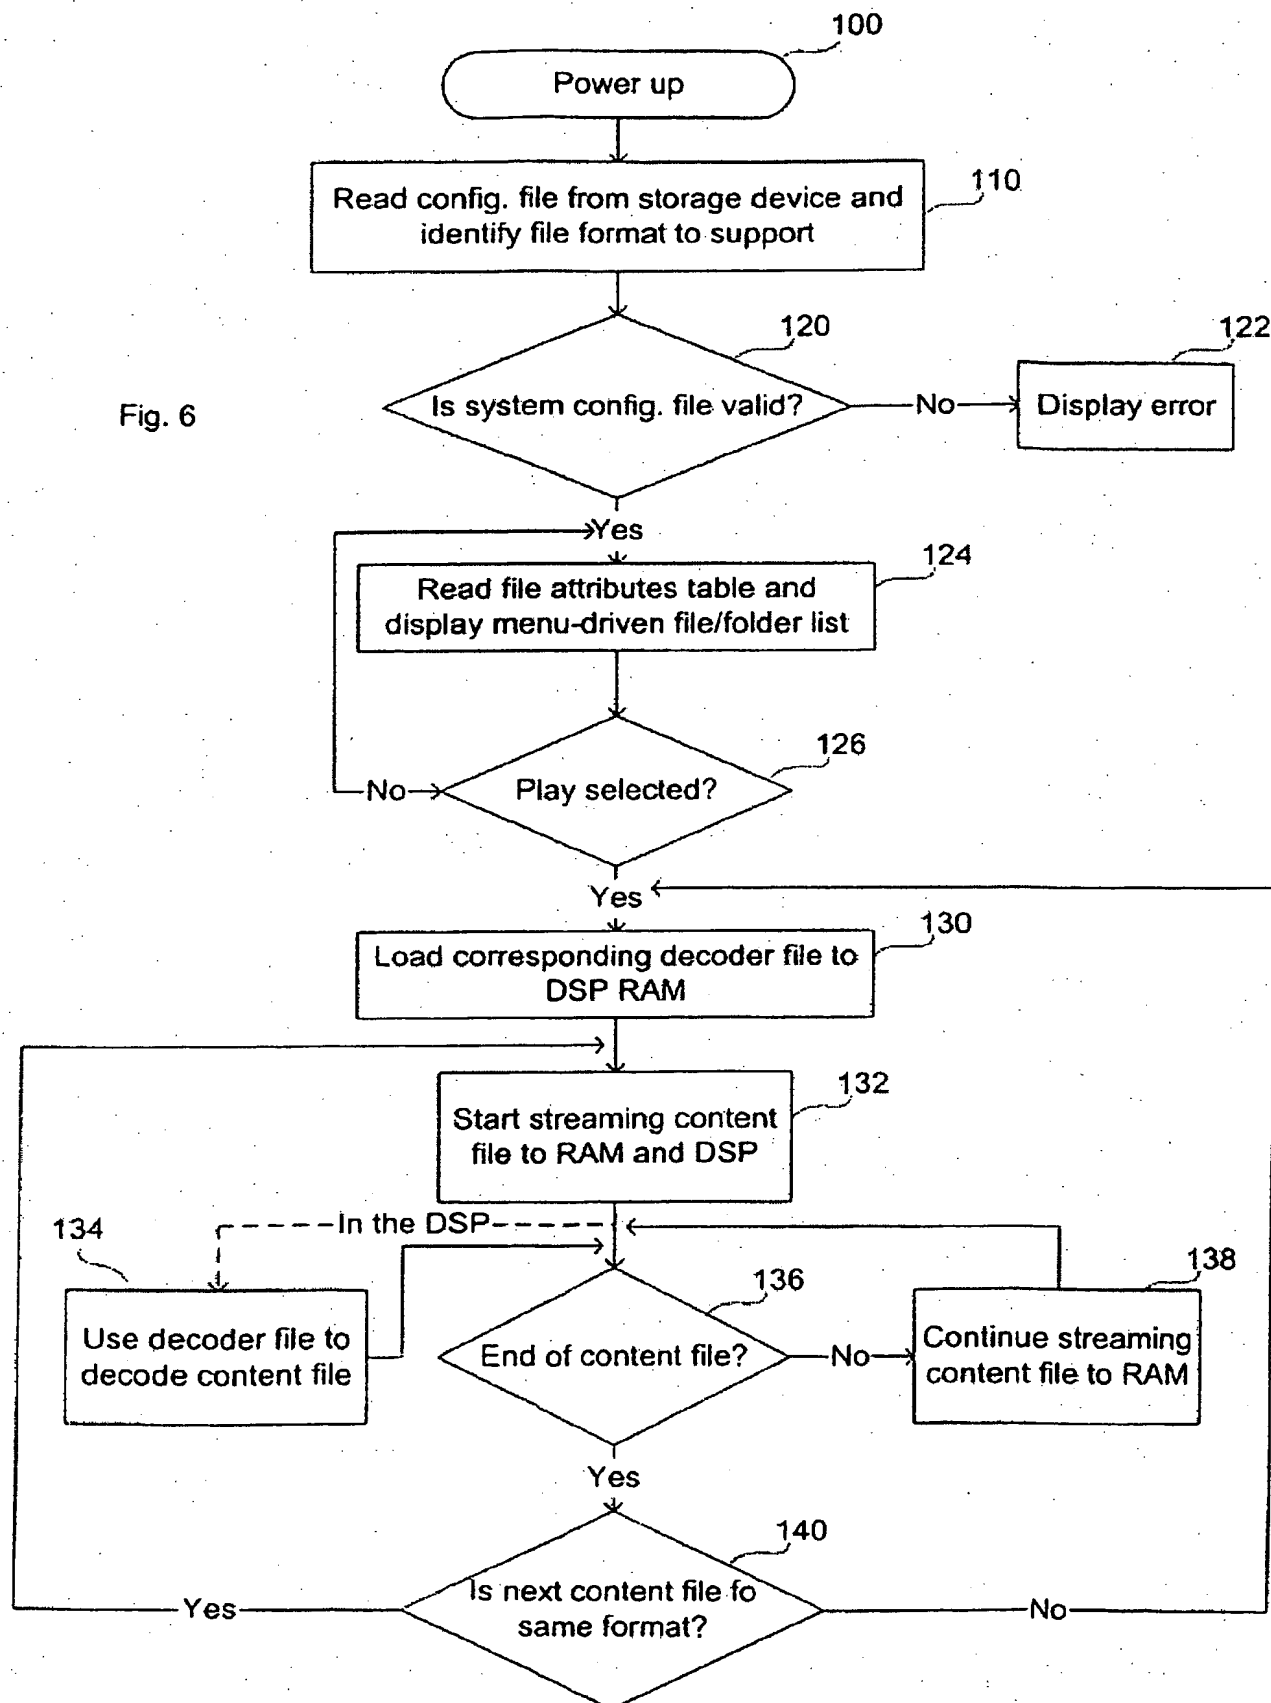 100
Power up
110
Read config. file from storage device and
identify file format to support
120
122
Is system config. file valid?
No
Display error
Fig. 6
Yes
124
Read file attributes table and
display menu-driven file/folder list
126
No
Play selected?
Yes
130
Load corresponding decoder file to
DSP RAM
132
Start streaming content
file to RAM and DSP
134
In the DSP
136
138
Use decoder file to
decode content file
End of content file?
No
Continue streaming
content file to RAM
Yes
140
Is next content file fo
same format?
Yes
No